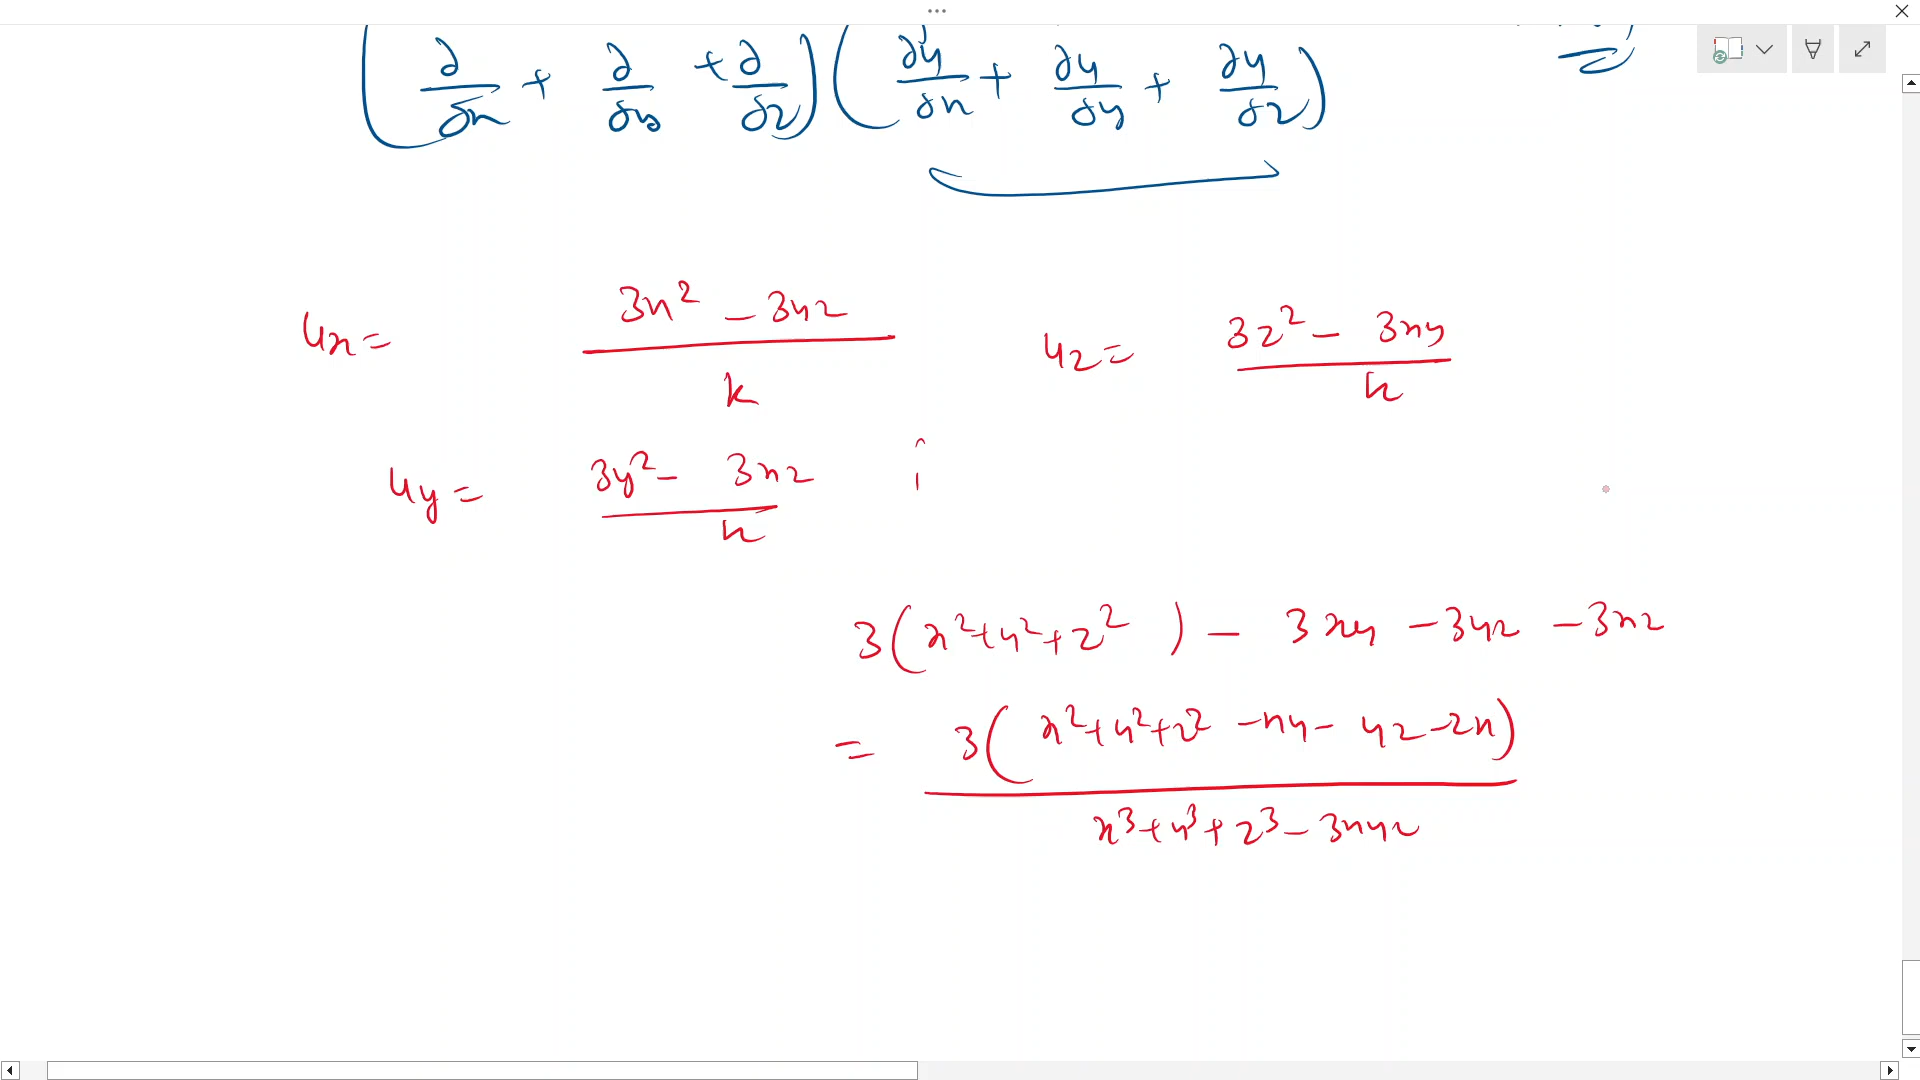 (∂/∂x + ∂/∂y + ∂/∂z)(∂u/∂x + ∂u/∂y + ∂u/∂z)
ux = (3x² - 3yz)/k
uz = (3z² - 3xy)/k
uy = (3y² - 3xz)/k
3(x²+y²+z²) - 3xy - 3yz - 3xz
= 3(x²+y²+z² - xy - yz - zx)/(x³+y³+z³ - 3xyz)